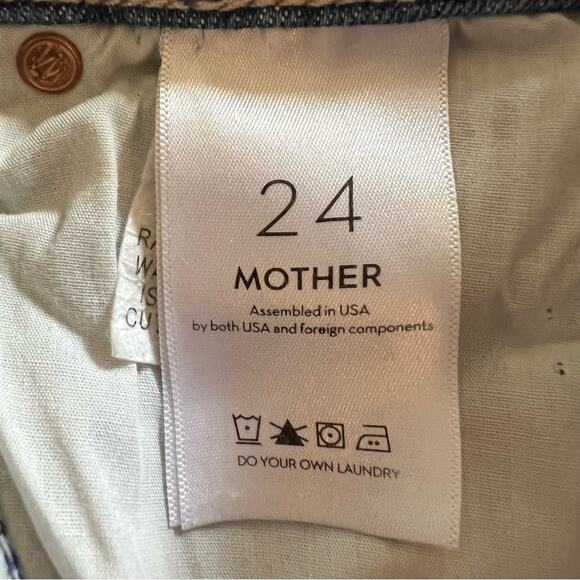 24
MOTHER
Assembled in USA
by both USA and foreign components
DO YOUR OWN LAUNDRY